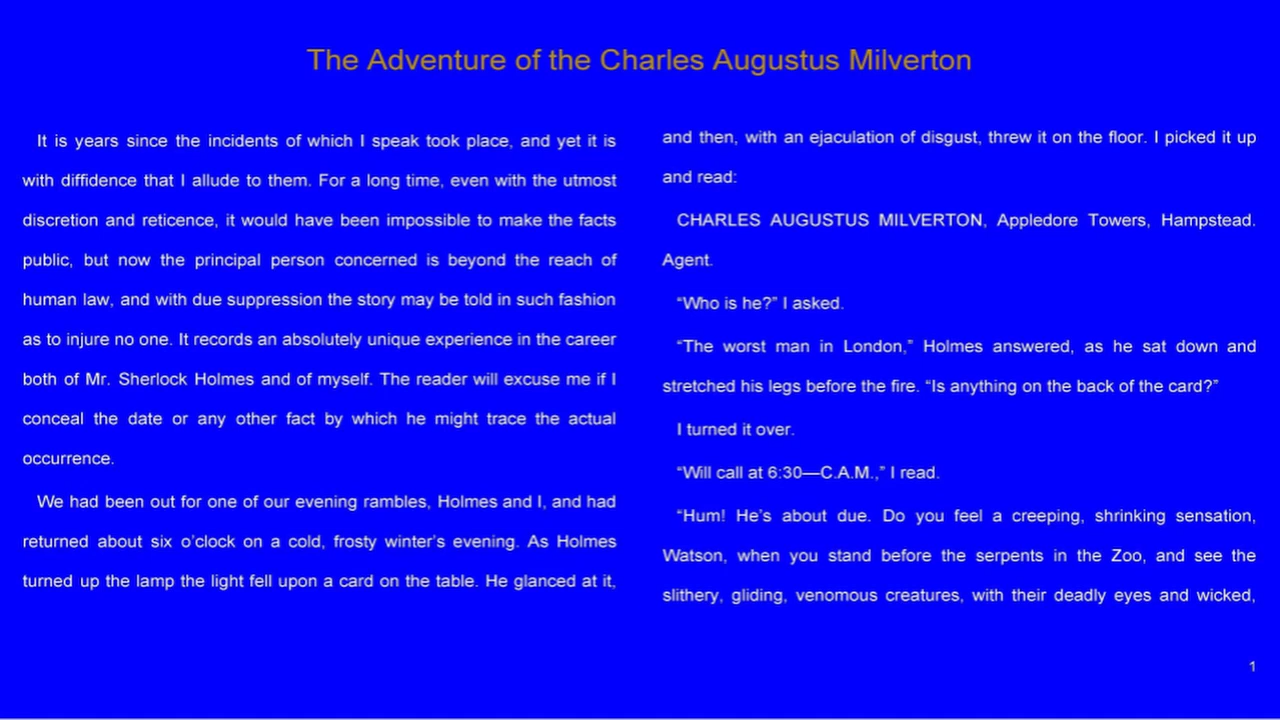 The Adventure of the Charles Augustus Milverton
It is years since the incidents of which I speak took place, and yet it is
with diffidence that I allude to them. For a long time, even with the utmost
discretion and reticence, it would have been impossible to make the facts
public, but now the principal person concerned is beyond the reach of
human law, and with due suppression the story may be told in such fashion
as to injure no one. It records an absolutely unique experience in the career
both of Mr. Sherlock Holmes and of myself. The reader will excuse me if I
conceal the date or any other fact by which he might trace the actual
occurrence.
We had been out for one of our evening rambles, Holmes and I, and had
returned about six o’clock on a cold, frosty winter’s evening. As Holmes
turned up the lamp the light fell upon a card on the table. He glanced at it,
and then, with an ejaculation of disgust, threw it on the floor. I picked it up
and read:
CHARLES AUGUSTUS MILVERTON, Appledore Towers, Hampstead.
Agent.
“Who is he?” I asked.
“The worst man in London,” Holmes answered, as he sat down and
stretched his legs before the fire. “Is anything on the back of the card?”
I turned it over.
“Will call at 6:30—C.A.M.,” I read.
“Hum! He’s about due. Do you feel a creeping, shrinking sensation,
Watson, when you stand before the serpents in the Zoo, and see the
slithery, gliding, venomous creatures, with their deadly eyes and wicked,
1